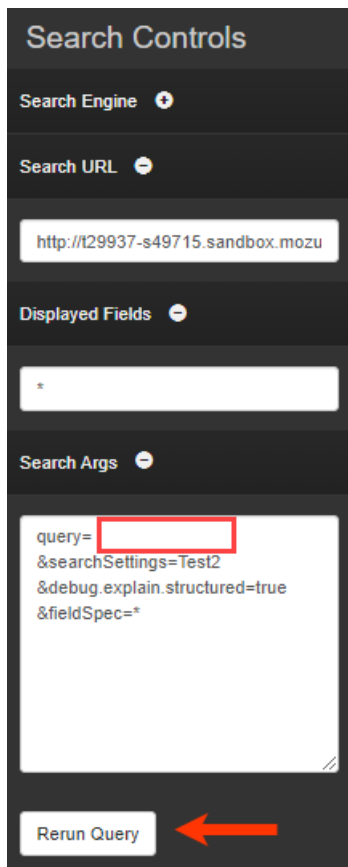 Search Controls
Search Engine
Search URL
http://t29937-s49715.sandbox.mozu
Displayed Fields
*
Search Args
query=
&searchSettings=Test2
&debug.explain.structured=true
&fieldSpec=*
Rerun Query